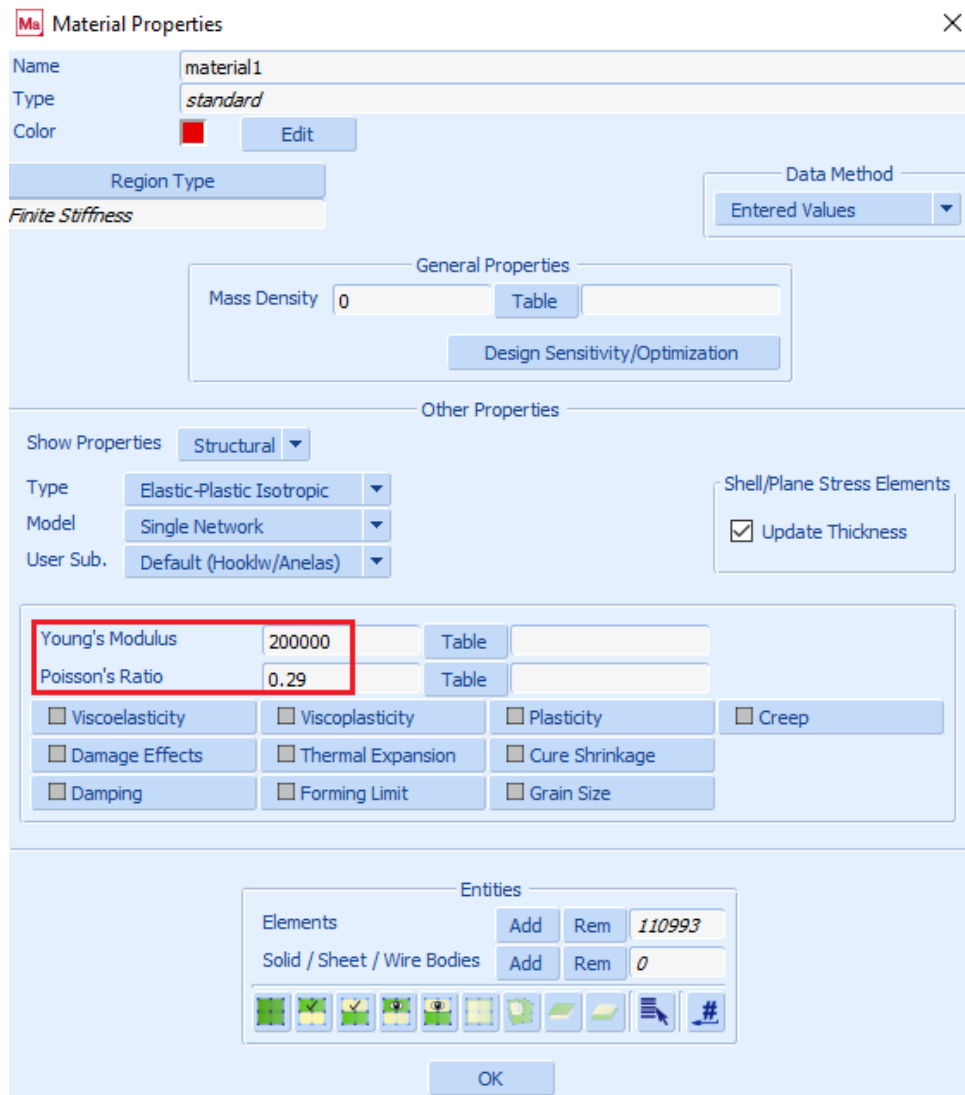 Ma Material Properties
Name material1
Type standard
Color Edit
Region Type
Finite Stiffness
Data Method
Entered Values
General Properties
Mass Density 0 Table
Design Sensitivity/Optimization
Other Properties
Show Properties Structural
Type Elastic-Plastic Isotropic
Model Single Network
User Sub. Default (Hooklw/Anelas)
Shell/Plane Stress Elements
Update Thickness
Young's Modulus 200000 Table
Poisson's Ratio 0.29 Table
Viscoelasticity Viscoplasticity Plasticity Creep
Damage Effects Thermal Expansion Cure Shrinkage
Damping Forming Limit Grain Size
Entities
Elements Add Rem 110993
Solid / Sheet / Wire Bodies Add Rem 0
#
OK